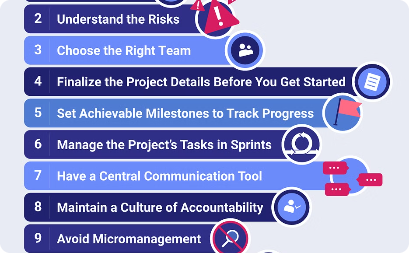 2 Understand the Risks
3 Choose the Right Team
4 Finalize the Project Details Before You Get Started
5 Set Achievable Milestones to Track Progress
6 Manage the Project's Tasks in Sprints
7 Have a Central Communication Tool
8 Maintain a Culture of Accountability
9 Avoid Micromanagement